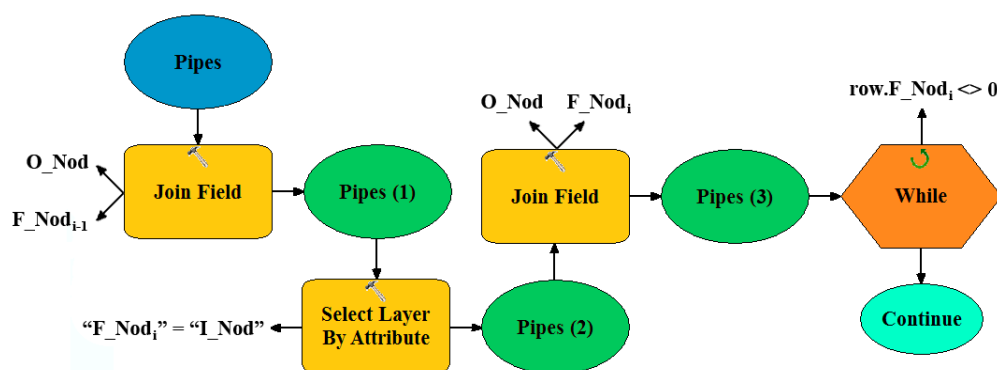 Pipes
O_Nod
F_Nodi-1
Join Field
Pipes (1)
“F_Nodi” = “I_Nod”
Select Layer
By Attribute
Pipes (2)
O_Nod
F_Nodi
Join Field
Pipes (3)
row.F_Nodi <> 0
While
Continue